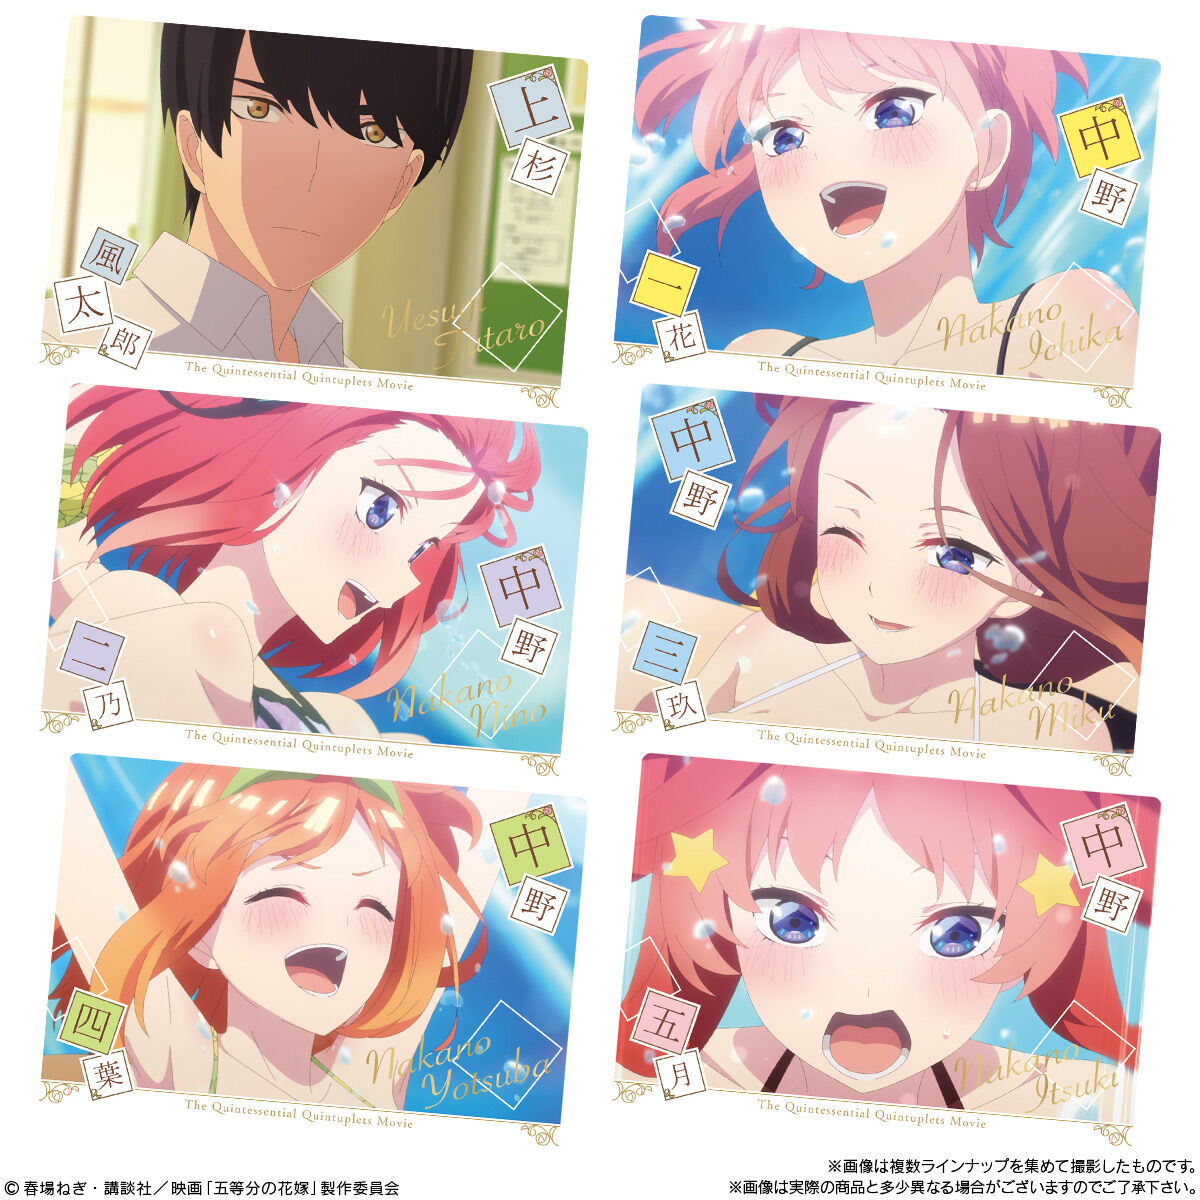 上杉
風太郎
Uesugi
Futaro
The Quintessential Quintuplets Movie
中野
一花
Nakano
Ichika
The Quintessential Quintuplets Movie
中野
二乃
Nakano
Nino
The Quintessential Quintuplets Movie
中野
三玖
Nakano
Miku
The Quintessential Quintuplets Movie
中野
四葉
Nakano
Yotsuba
The Quintessential Quintuplets Movie
中野
五月
Nakano
Itsuki
The Quintessential Quintuplets Movie
※画像は複数ラインナップを集めて撮影したものです。
© 春場ねぎ・講談社／映画「五等分の花嫁」製作委員会
※画像は実際の商品と多少異なる場合がございますのでご了承下さい。